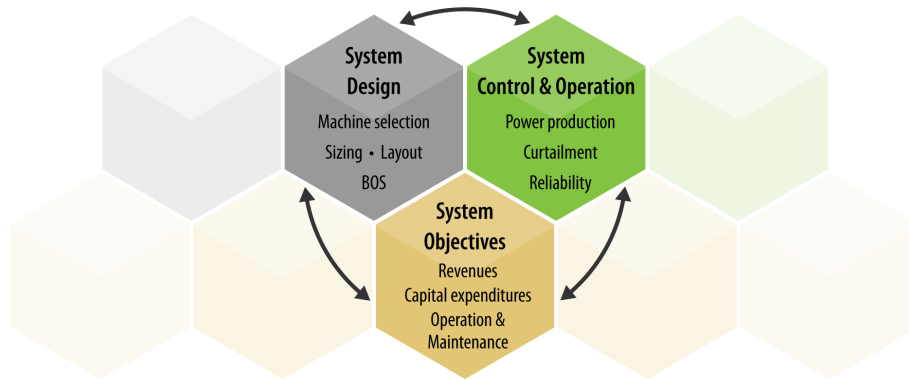 System
Design
Machine selection
Sizing • Layout
BOS
System
Control & Operation
Power production
Curtailment
Reliability
System
Objectives
Revenues
Capital expenditures
Operation &
Maintenance